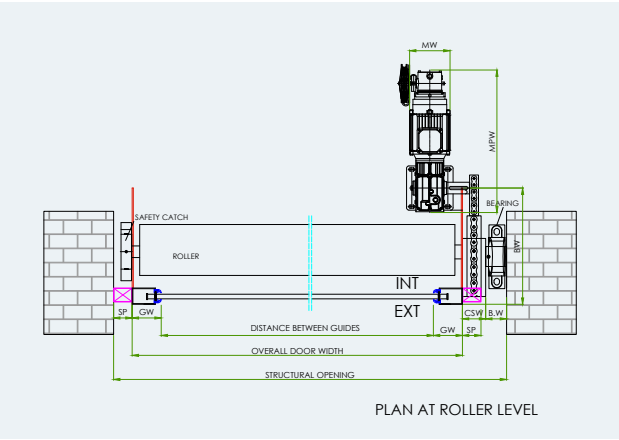 MW
MPW
SAFETY CATCH
BEARING
ROLLER
BW
INT
EXT
SP
GW
GW
CSW
B.W
SP
DISTANCE BETWEEN GUIDES
OVERALL DOOR WIDTH
STRUCTURAL OPENING
PLAN AT ROLLER LEVEL